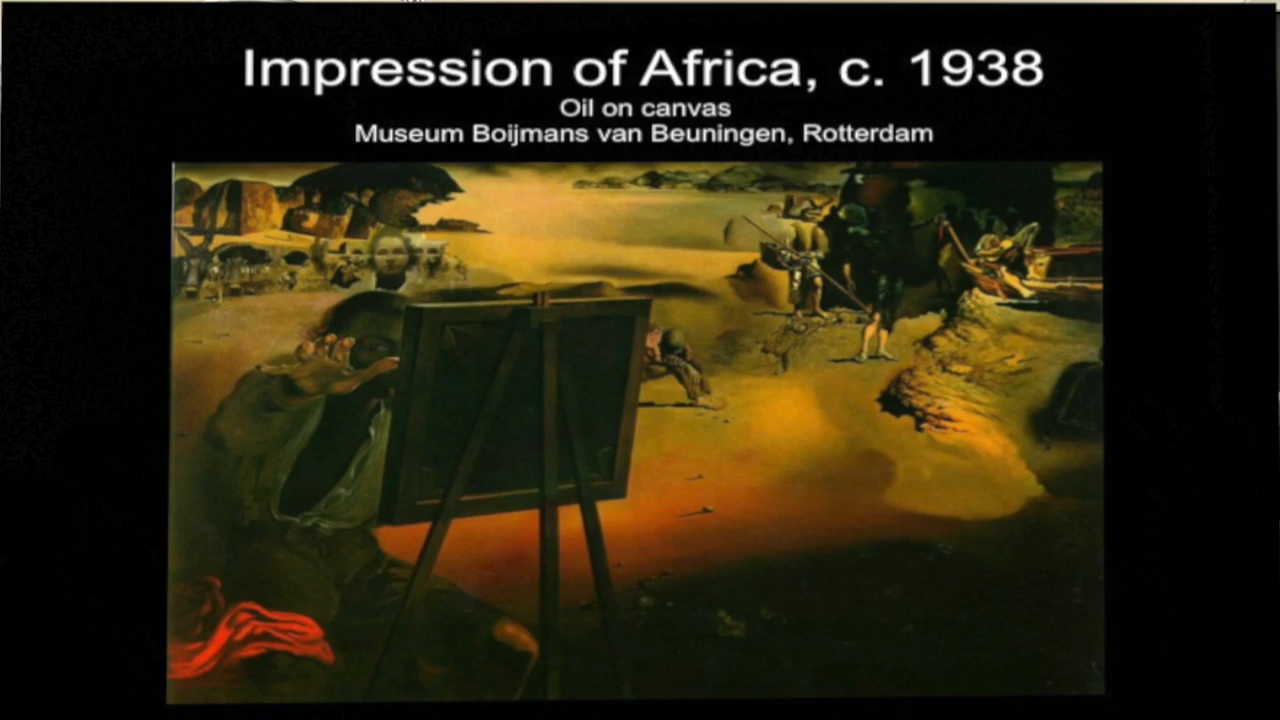 Impression of Africa, c. 1938
Oil on canvas
Museum Boijmans van Beuningen, Rotterdam